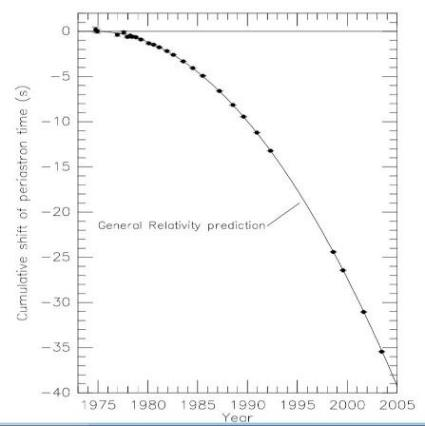 0
−5
−10
−15
−20
−25
−30
−35
−40
Cumulative shift of periastron time (s)
General Relativity prediction
1975 1980 1985 1990 1995 2000 2005
Year